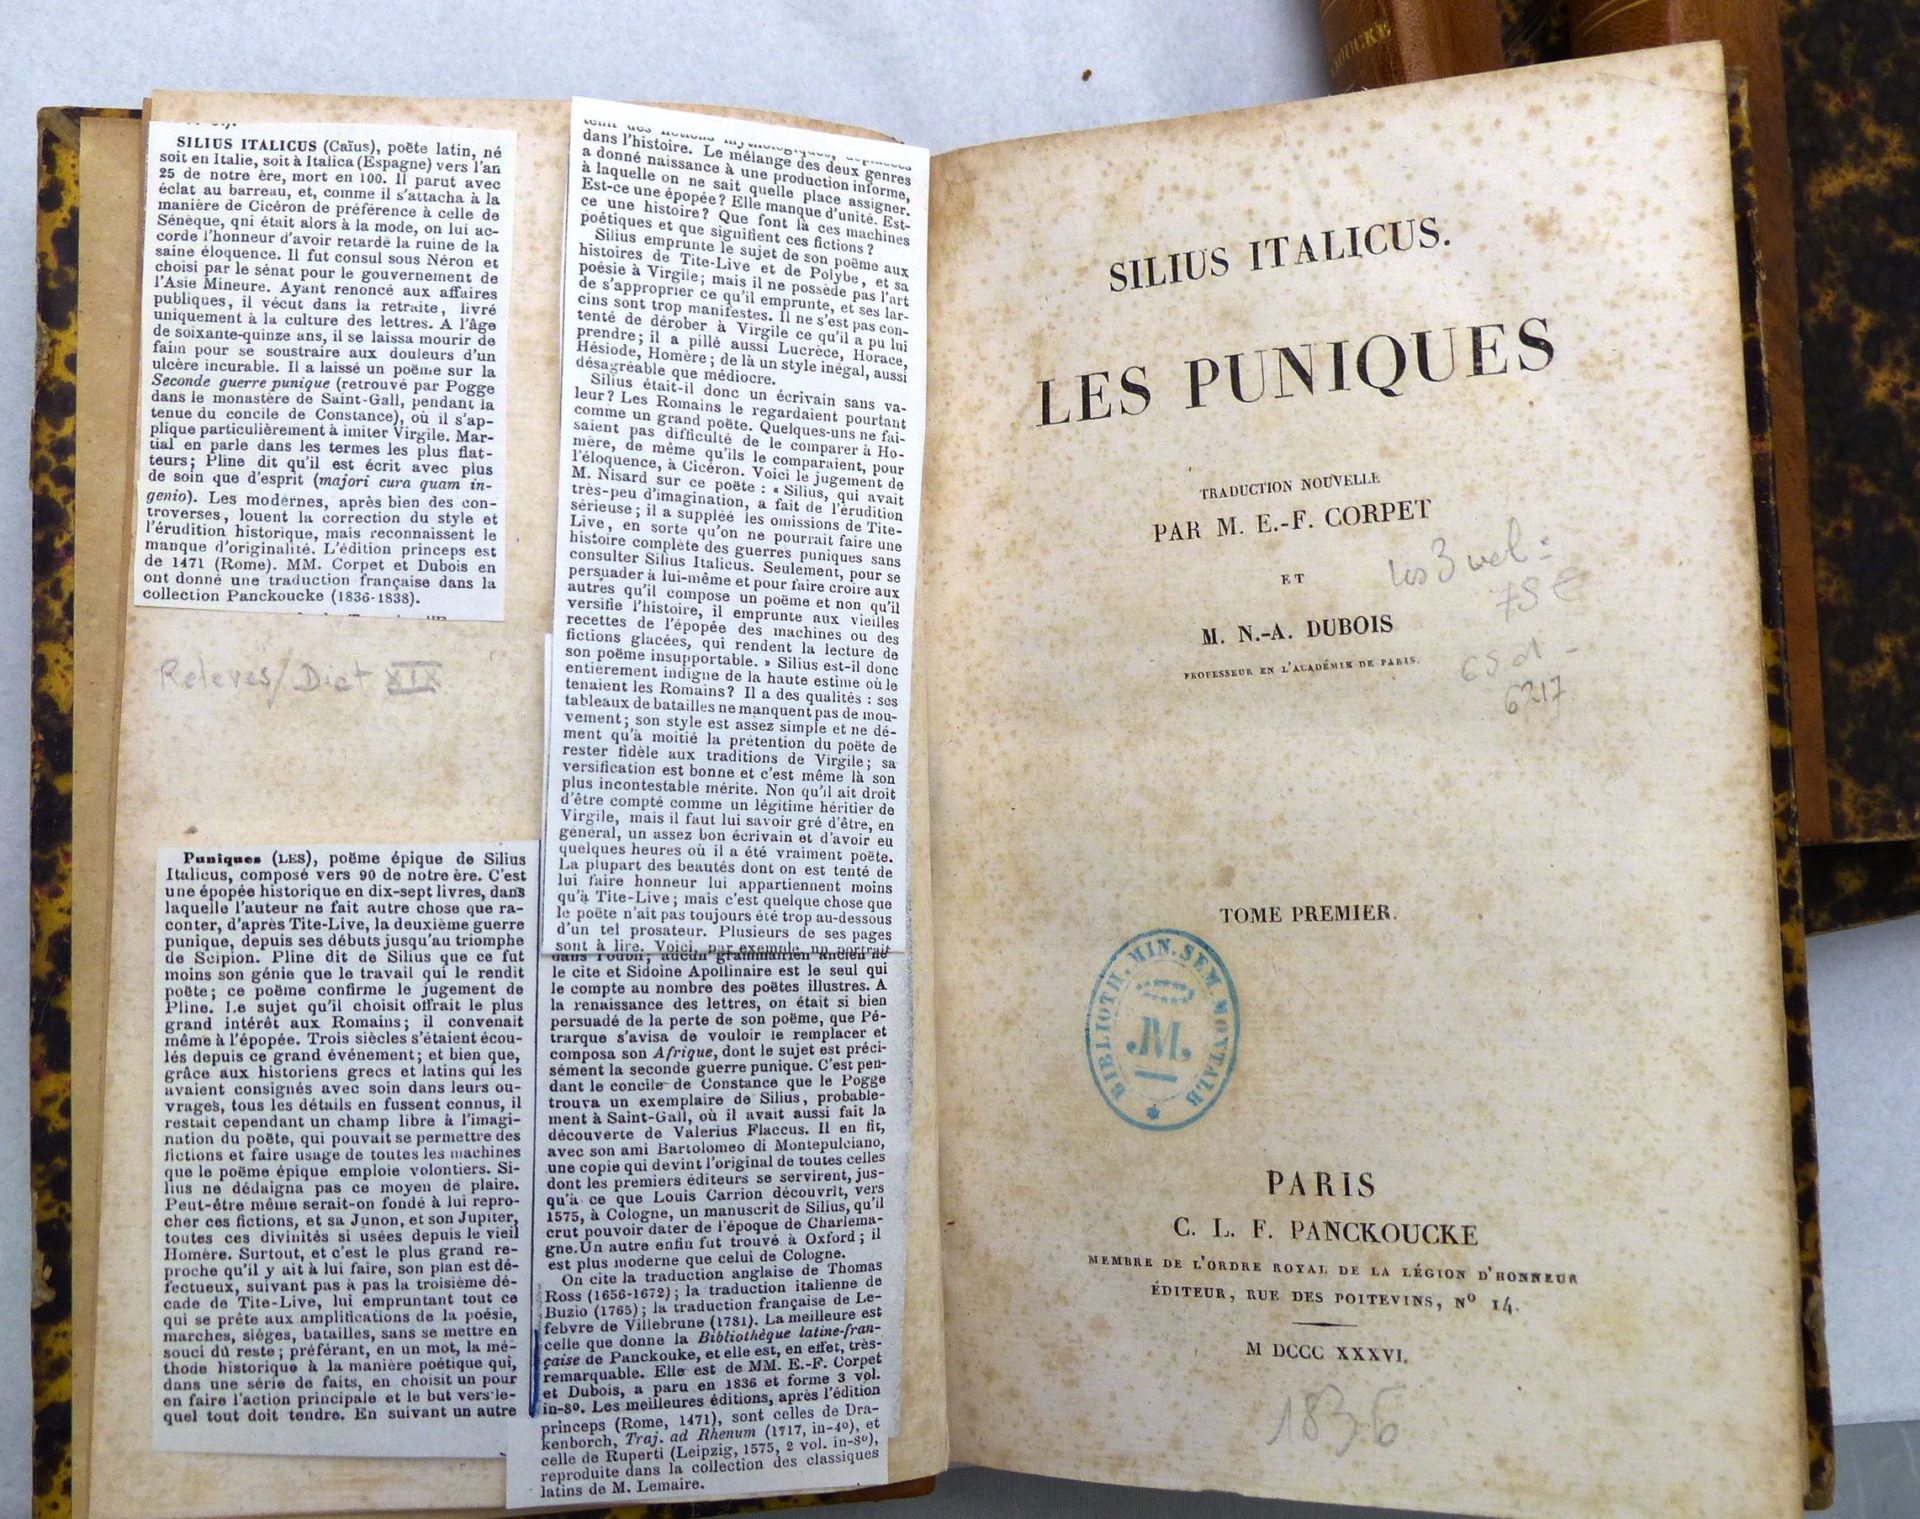 SILIUS ITALICUS (Caïus), poëte latin, né
soit en Italie, soit à Italica (Espagne) vers l'an
25 de notre ère, mort en 100. Il parut avec
éclat au barreau, et, comme il s'attacha à la
manière de Cicéron de préférence à celle de
Sénèque, qni était alors à la mode, on lui ac-
corde l'honneur d'avoir retardé la ruine de la
saine éloquence. Il fut consul sous Néron et
choisi par le sénat pour le gouvernement de
l'Asie Mineure. Ayant renoncé aux affaires
publiques, il vécut dans la retraite, livré
uniquement à la culture des lettres. A l'âge
de soixante-quinze ans, il se laissa mourir de
faim pour se soustraire aux douleurs d'un
ulcère incurable. Il a laissé un poëme sur la
Seconde guerre punique (retrouvé par Pogge
dans le monastère de Saint-Gall, pendant la
tenue du concile de Constance), où il s'ap-
plique particulièrement à imiter Virgile. Mar-
tial en parle dans les termes les plus flat-
teurs; Pline dit qu'il est écrit avec plus
de soin que d'esprit (majori cura quam in-
genio). Les modernes, après bien des con-
troverses, louent la correction du style et
l'érudition historique, mais reconnaissent le
manque d'originalité. L'édition princeps est
de 1471 (Rome). MM. Corpet et Dubois en
ont donné une traduction française dans la
collection Panckoucke (1836-1838).
Relevés/Dict XIX
Puniques (LES), poëme épique de Silius
Italicus, composé vers 90 de notre ère. C'est
une épopée historique en dix-sept livres, dans
laquelle l'auteur ne fait autre chose que ra-
conter, d'après Tite-Live, la deuxième guerre
punique, depuis ses débuts jusqu'au triomphe
de Scipion. Pline dit de Silius que ce fut
moins son génie que le travail qui le rendit
poëte; ce poëme confirme le jugement de
Pline. Le sujet qu'il choisit offrait le plus
grand intérêt aux Romains; il convenait
même à l'épopée. Trois siècles s'étaient écou-
lés depuis ce grand événement; et bien que,
grâce aux historiens grecs et latins qui les
avaient consignés avec soin dans leurs ou-
vrages, tous les détails en fussent connus, il
restait cependant un champ libre à l'imagi-
nation du poëte, qui pouvait se permettre des
fictions et faire usage de toutes les machines
que le poëme épique emploie volontiers. Si-
lius ne dédaigna pas ce moyen de plaire.
Peut-être même serait-on fondé à lui repro-
cher ces fictions, et sa Junon, et son Jupiter,
toutes ces divinités si usées depuis le vieil
Homère. Surtout, et c'est le plus grand re-
proche qu'il y ait à lui faire, son plan est dé-
fectueux, suivant pas à pas la troisième dé-
cade de Tite-Live, lui empruntant tout ce
qui se prête aux amplifications de la poésie,
marches, siéges, batailles, sans se mettre en
souci du reste; préférant, en un mot, la mé-
thode historique à la manière poétique qui,
dans une série de faits, en choisit un pour
en faire l'action principale et le but vers le-
quel tout doit tendre. En suivant un autre
dans l'histoire. Le mélange des deux genres
a donné naissance à une production informe,
à laquelle on ne sait quelle place assigner.
Est-ce une épopée? Elle manque d'unité. Est-
ce une histoire? Que font là ces machines
poétiques et que signifient ces fictions?
Silius emprunte le sujet de son poëme aux
histoires de Tite-Live et de Polybe, et sa
poésie à Virgile; mais il ne possède pas l'art
de s'approprier ce qu'il emprunte, et ses lar-
cins sont trop manifestes. Il ne s'est pas con-
tenté de dérober à Virgile ce qu'il a pu lui
prendre; il a pillé aussi Lucrèce, Horace,
Hésiode, Homère; de là un style inégal, aussi
désagréable que médiocre.
Silius était-il donc un écrivain sans va-
leur? Les Romains le regardaient pourtant
comme un grand poëte. Quelques-uns ne fai-
saient pas difficulté de le comparer à Ho-
mère, de même qu'ils le comparaient, pour
l'éloquence, à Cicéron. Voici le jugement de
M. Nisard sur ce poëte: « Silius, qui avait
très-peu d'imagination, a fait de l'érudition
sérieuse; il a suppléé les omissions de Tite-
Live, en sorte qu'on ne pourrait faire une
histoire complète des guerres puniques sans
consulter Silius Italicus. Seulement, pour se
persuader à lui-même et pour faire croire aux
autres qu'il compose un poëme et non qu'il
versifie l'histoire, il emprunte aux vieilles
recettes de l'épopée des machines ou des
fictions glacées, qui rendent la lecture de
son poëme insupportable. » Silius est-il donc
entièrement indigne de la haute estime où le
tenaient les Romains? Il a des qualités: ses
tableaux de batailles ne manquent pas de mou-
vement; son style est assez simple et ne dé-
ment qu'à moitié la prétention du poëte de
rester fidèle aux traditions de Virgile; sa
versification est bonne et c'est même là son
plus incontestable mérite. Non qu'il ait droit
d'être compté comme un légitime héritier de
Virgile, mais il faut lui savoir gré d'être, en
général, un assez bon écrivain et d'avoir eu
quelques heures où il a été vraiment poëte.
La plupart des beautés dont on est tenté de
lui faire honneur lui appartiennent moins
qu'à Tite-Live; mais c'est quelque chose que
le poëte n'ait pas toujours été trop au-dessous
d'un tel prosateur. Plusieurs de ses pages
sont à lire. Voici, par exemple, un portrait
dans l'oubli; aucun grammairien ancien ne
le cite et Sidoine Apollinaire est le seul qui
le compte au nombre des poëtes illustres. A
la renaissance des lettres, on était si bien
persuadé de la perte de son poëme, que Pé-
trarque s'avisa de vouloir le remplacer et
composa son Afrique, dont le sujet est préci-
sément la seconde guerre punique. C'est pen-
dant le concile de Constance que le Pogge
trouva un exemplaire de Silius, probable-
ment à Saint-Gall, où il avait aussi fait la
découverte de Valerius Flaccus. Il en fit,
avec son ami Bartolomeo di Montepulciano,
une copie qui devint l'original de toutes celles
dont les premiers éditeurs se servirent, jus-
qu'à ce que Louis Carrion découvrît, vers
1575, à Cologne, un manuscrit de Silius, qu'il
crut pouvoir dater de l'époque de Charlema-
gne. Un autre enfin fut trouvé à Oxford; il
est plus moderne que celui de Cologne.
On cite la traduction anglaise de Thomas
Ross (1656-1672); la traduction italienne de
Buzio (1765); la traduction française de Le-
febvre de Villebrune (1781). La meilleure est
celle que donne la Bibliothèque latine-fran-
çaise de Panckouke, et elle est, en effet, très-
remarquable. Elle est de MM. E.-F. Corpet
et Dubois, a paru en 1836 et forme 3 vol.
in-8o. Les meilleures éditions, après l'édition
princeps (Rome, 1471), sont celles de Dra-
kenborch, Traj. ad Rhenum (1717, in-4o), et
celle de Ruperti (Leipzig, 1575, 2 vol. in-8o),
reproduite dans la collection des classiques
latins de M. Lemaire.
SILIUS ITALICUS.
LES PUNIQUES
TRADUCTION NOUVELLE
PAR M. E.-F. CORPET
ET
M. N.-A. DUBOIS
PROFESSEUR EN L'ACADÉMIE DE PARIS.
les 3 vol :
75 €
6217
TOME PREMIER.
BIBLIOTH. MIN. SEM. MONTALB
M.
PARIS
C. L. F. PANCKOUCKE
MEMBRE DE L'ORDRE ROYAL DE LA LÉGION D'HONNEUR
ÉDITEUR, RUE DES POITEVINS, No 14.
M DCCC XXXVI.
1836